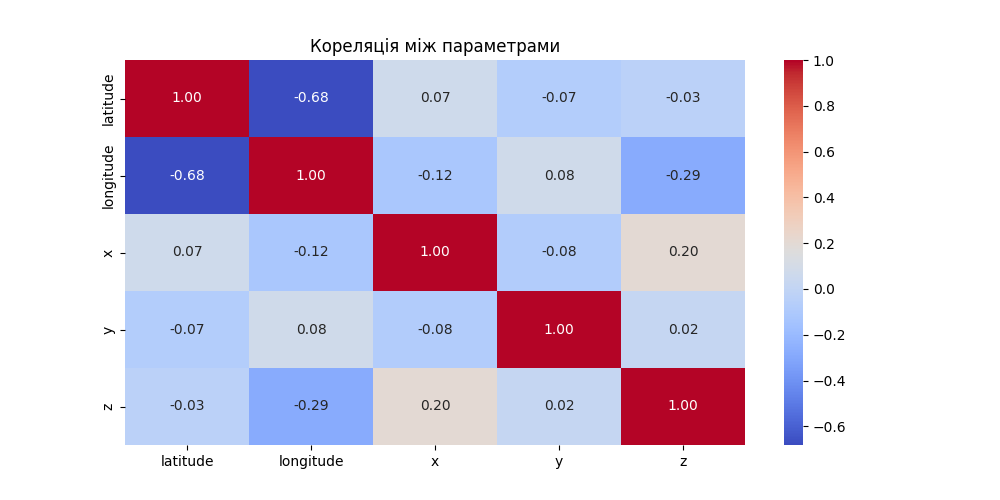 Кореляція між параметрами
latitude 1.00 -0.68 0.07 -0.07 -0.03
longitude -0.68 1.00 -0.12 0.08 -0.29
x 0.07 -0.12 1.00 -0.08 0.20
y -0.07 0.08 -0.08 1.00 0.02
z -0.03 -0.29 0.20 0.02 1.00
latitude longitude x y z
1.0
0.8
0.6
0.4
0.2
0.0
−0.2
−0.4
−0.6